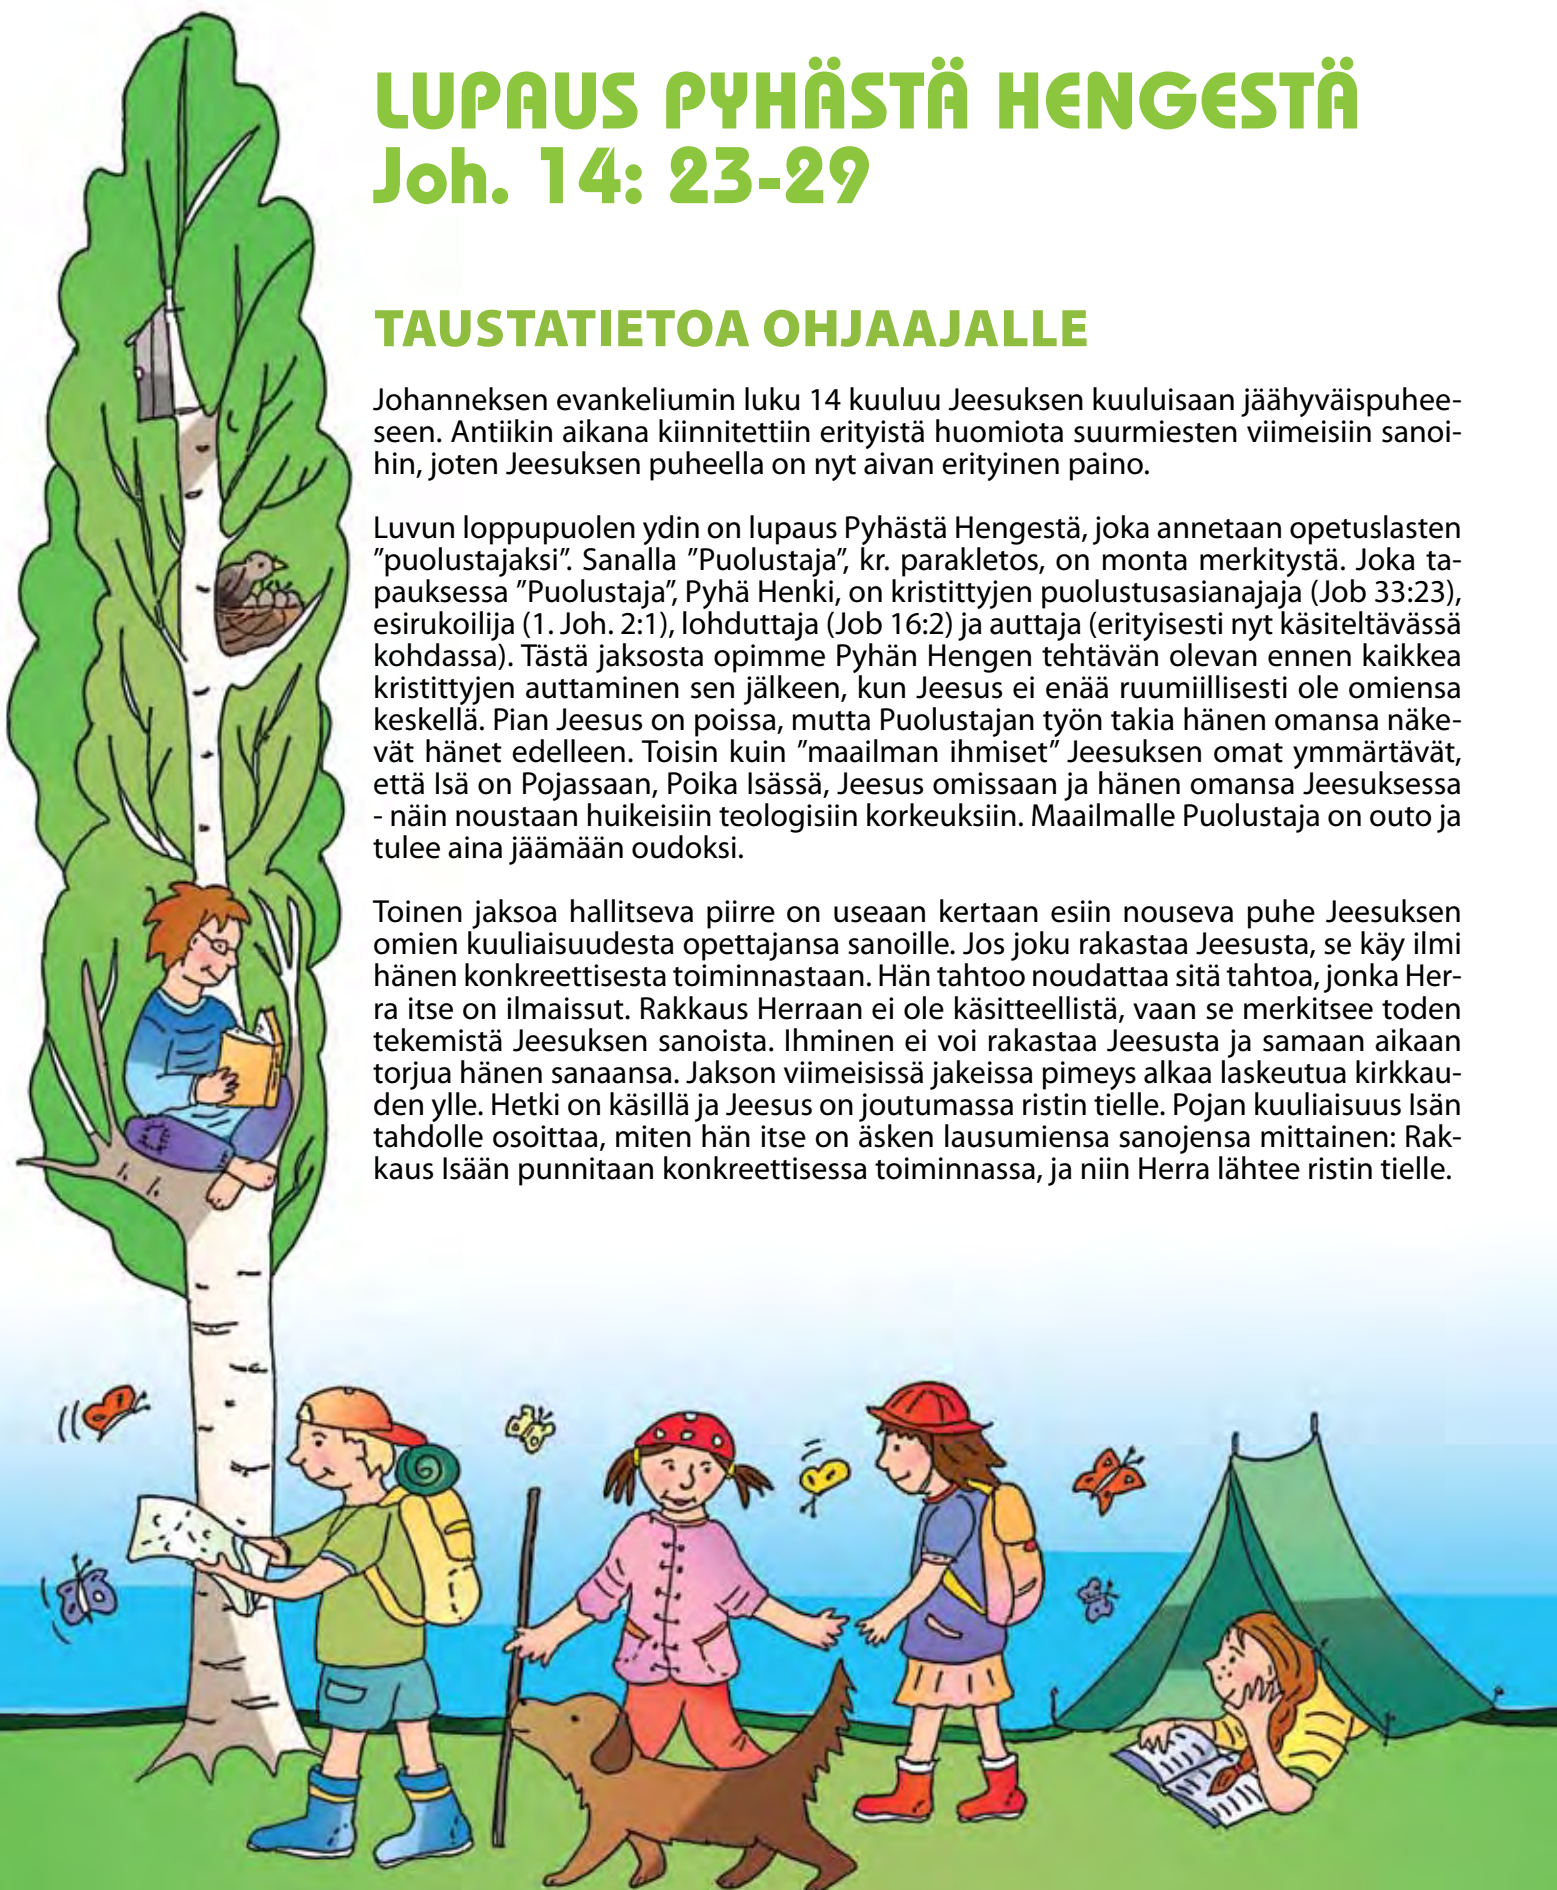 LUPAUS PYHÄSTÄ HENGESTÄ
Joh. 14: 23-29
TAUSTATIETOA OHJAAJALLE
Johanneksen evankeliumin luku 14 kuuluu Jeesuksen kuuluisaan jäähyväispuhee-
seen. Antiikin aikana kiinnitettiin erityistä huomiota suurmiesten viimeisiin sanoi-
hin, joten Jeesuksen puheella on nyt aivan erityinen paino.
Luvun loppupuolen ydin on lupaus Pyhästä Hengestä, joka annetaan opetuslasten
”puolustajaksi”. Sanalla ”Puolustaja”, kr. parakletos, on monta merkitystä. Joka ta-
pauksessa ”Puolustaja”, Pyhä Henki, on kristittyjen puolustusasianajaja (Job 33:23),
esirukoilija (1. Joh. 2:1), lohduttaja (Job 16:2) ja auttaja (erityisesti nyt käsiteltävässä
kohdassa). Tästä jaksosta opimme Pyhän Hengen tehtävän olevan ennen kaikkea
kristittyjen auttaminen sen jälkeen, kun Jeesus ei enää ruumiillisesti ole omiensa
keskellä. Pian Jeesus on poissa, mutta Puolustajan työn takia hänen omansa näke-
vät hänet edelleen. Toisin kuin ”maailman ihmiset” Jeesuksen omat ymmärtävät,
että Isä on Pojassaan, Poika Isässä, Jeesus omissaan ja hänen omansa Jeesuksessa
- näin noustaan huikeisiin teologisiin korkeuksiin. Maailmalle Puolustaja on outo ja
tulee aina jäämään oudoksi.
Toinen jaksoa hallitseva piirre on useaan kertaan esiin nouseva puhe Jeesuksen
omien kuuliaisuudesta opettajansa sanoille. Jos joku rakastaa Jeesusta, se käy ilmi
hänen konkreettisesta toiminnastaan. Hän tahtoo noudattaa sitä tahtoa, jonka Her-
ra itse on ilmaissut. Rakkaus Herraan ei ole käsitteellistä, vaan se merkitsee toden
tekemistä Jeesuksen sanoista. Ihminen ei voi rakastaa Jeesusta ja samaan aikaan
torjua hänen sanaansa. Jakson viimeisissä jakeissa pimeys alkaa laskeutua kirkkau-
den ylle. Hetki on käsillä ja Jeesus on joutumassa ristin tielle. Pojan kuuliaisuus Isän
tahdolle osoittaa, miten hän itse on äsken lausumiensa sanojensa mittainen: Rak-
kaus Isään punnitaan konkreettisessa toiminnassa, ja niin Herra lähtee ristin tielle.